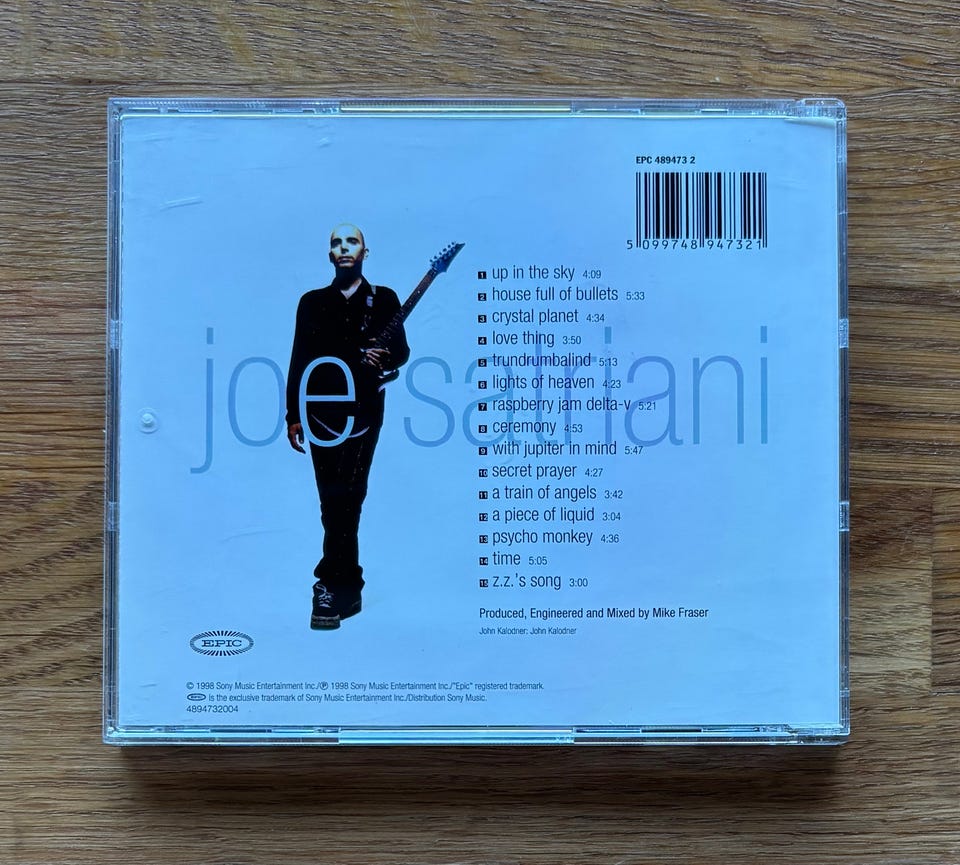 EPC 489473 2
5 099748 947321
joe satriani
1 up in the sky 4:09
2 house full of bullets 5:33
3 crystal planet 4:34
4 love thing 3:50
5 trundrumbalind 5:13
6 lights of heaven 4:23
7 raspberry jam delta-v 5:21
8 ceremony 4:53
9 with jupiter in mind 5:47
10 secret prayer 4:27
11 a train of angels 3:42
12 a piece of liquid 3:04
13 psycho monkey 4:36
14 time 5:05
15 z.z.'s song 3:00
Produced, Engineered and Mixed by Mike Fraser
John Kalodner: John Kalodner
EPIC
© 1998 Sony Music Entertainment Inc./℗ 1998 Sony Music Entertainment Inc./"Epic" registered trademark.
EPIC Is the exclusive trademark of Sony Music Entertainment Inc./Distribution Sony Music.
4894732004